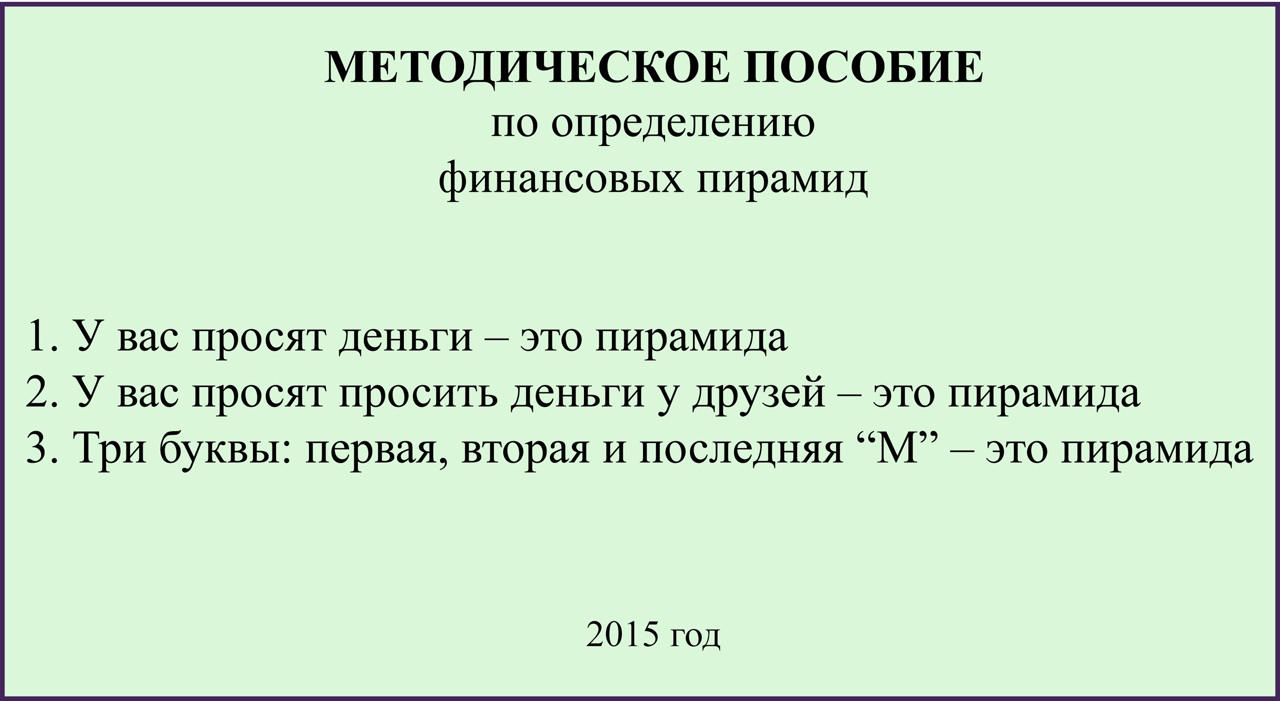 МЕТОДИЧЕСКОЕ ПОСОБИЕ
по определению
финансовых пирамид
1. У вас просят деньги – это пирамида
2. У вас просят просить деньги у друзей – это пирамида
3. Три буквы: первая, вторая и последняя “М” – это пирамида
2015 год